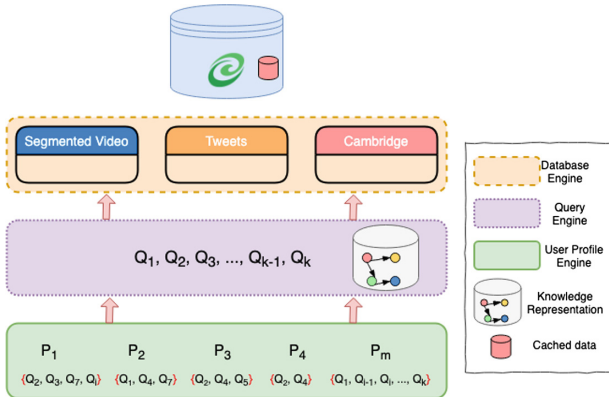 Segmented Video
Tweets
Cambridge
Q1, Q2, Q3, ..., Qk-1, Qk
P1
P2
P3
P4
Pm
{Q2, Q3, Q7, Qi}
{Q1, Q4, Q7}
{Q2, Q4, Q5}
{Q2, Q4}
{Q1, Qi-1, Qi, ..., Qk}
Database
Engine
Query
Engine
User Profile
Engine
Knowledge
Representation
Cached data